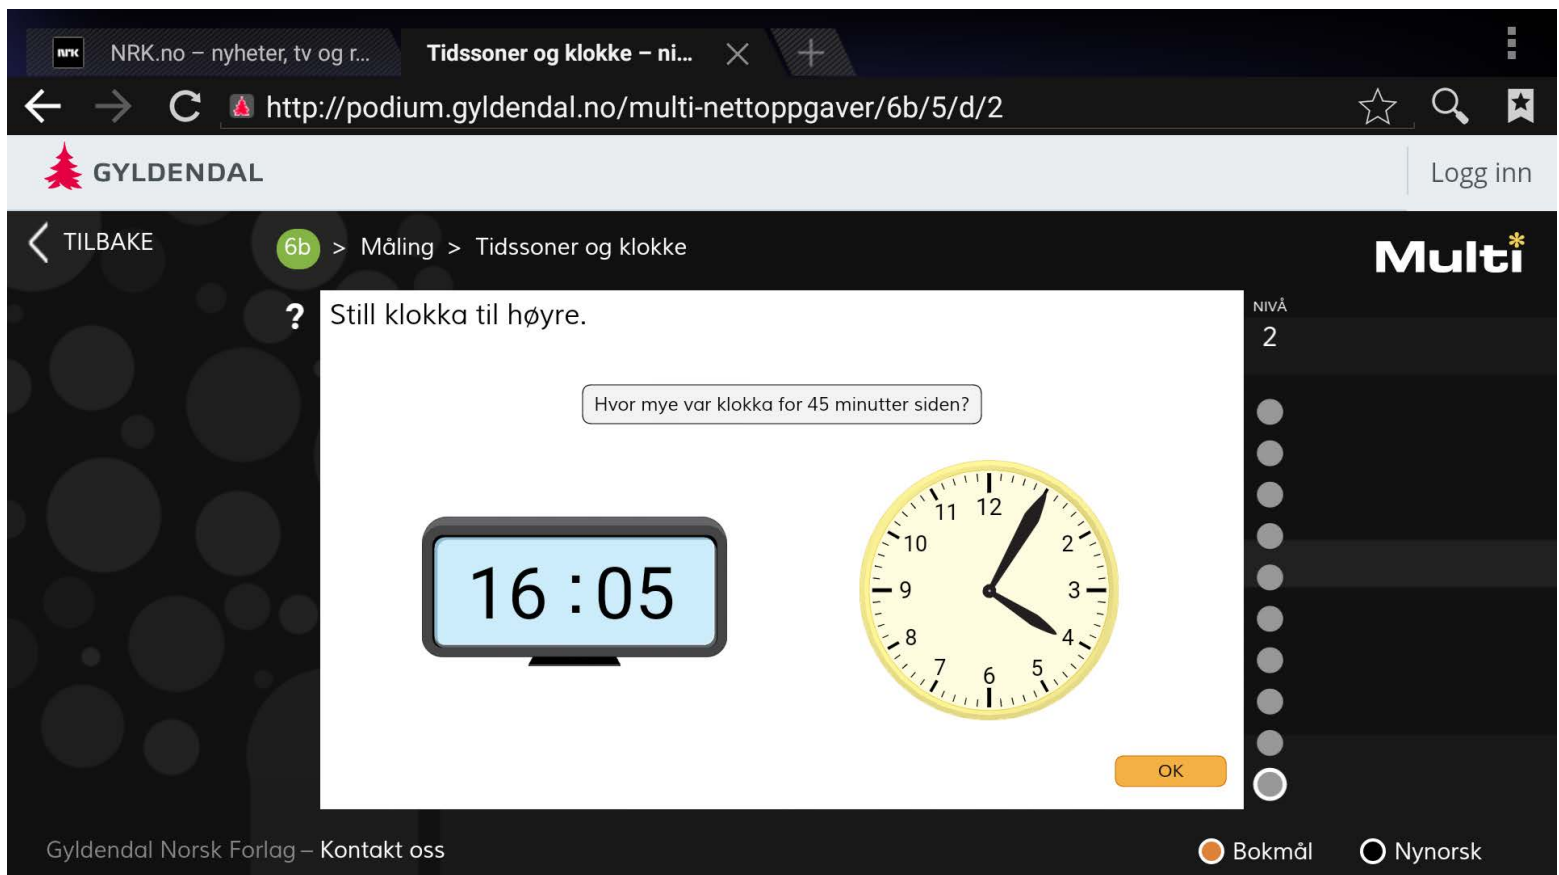 nrk NRK.no – nyheter, tv og r... Tidssoner og klokke – ni...
http://podium.gyldendal.no/multi-nettoppgaver/6b/5/d/2
GYLDENDAL Logg inn
TILBAKE 6b > Måling > Tidssoner og klokke Multi*
? Still klokka til høyre. NIVÅ
2
Hvor mye var klokka for 45 minutter siden?
16:05
11 12
10 2
9 3
8 4
7 6 5
OK
Gyldendal Norsk Forlag – Kontakt oss Bokmål Nynorsk